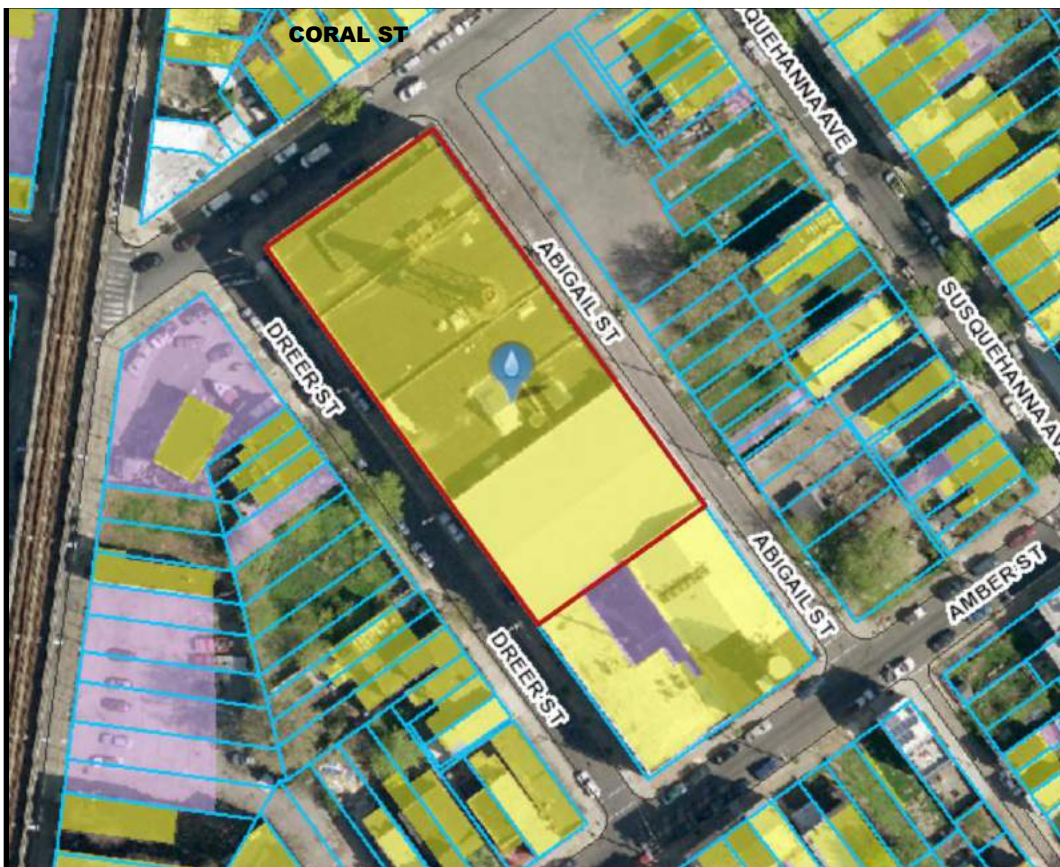 CORAL ST
QUEHANNA AVE
ABIGAIL ST
SUSQUEHANNA AVE
DREER ST
ABIGAIL ST
AMBER ST
DREER ST